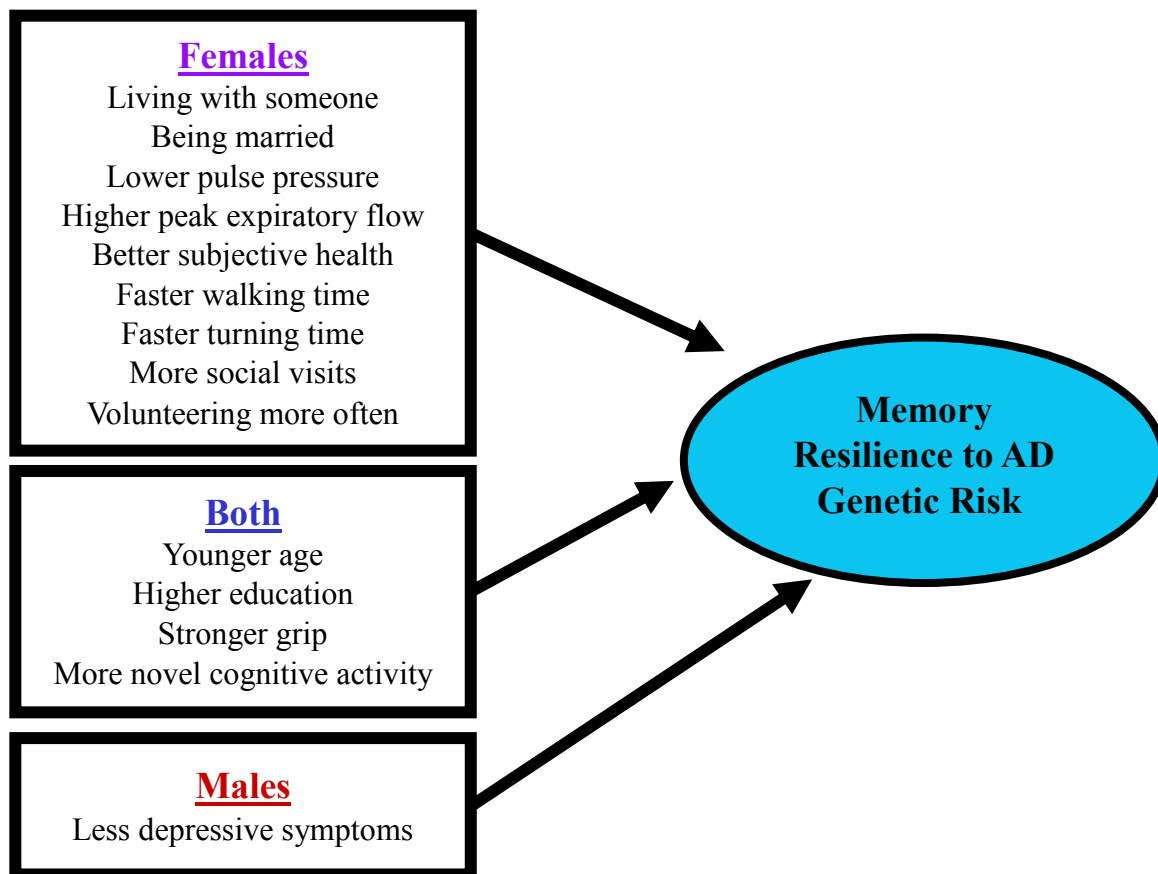 Females
Living with someone
Being married
Lower pulse pressure
Higher peak expiratory flow
Better subjective health
Faster walking time
Faster turning time
More social visits
Volunteering more often
Both
Younger age
Higher education
Stronger grip
More novel cognitive activity
Males
Less depressive symptoms
Memory
Resilience to AD
Genetic Risk